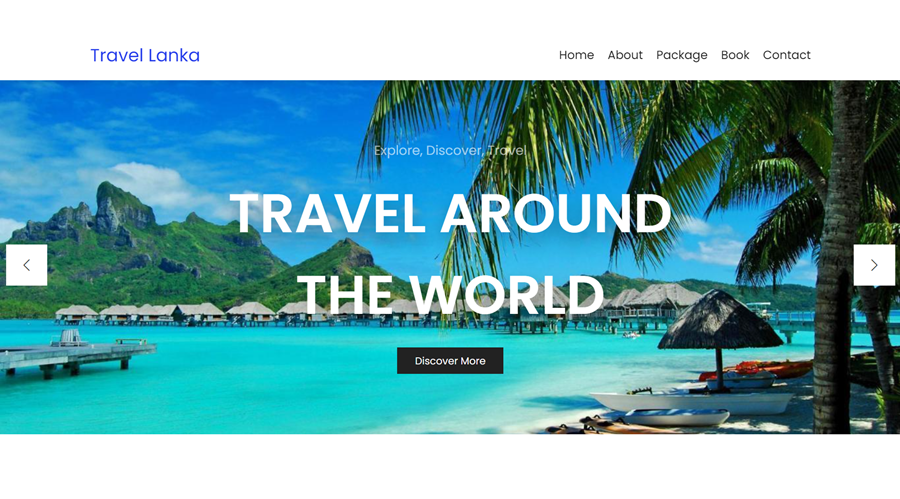 Travel Lanka
Home About Package Book Contact
Explore, Discover, Travel
TRAVEL AROUND
THE WORLD
Discover More